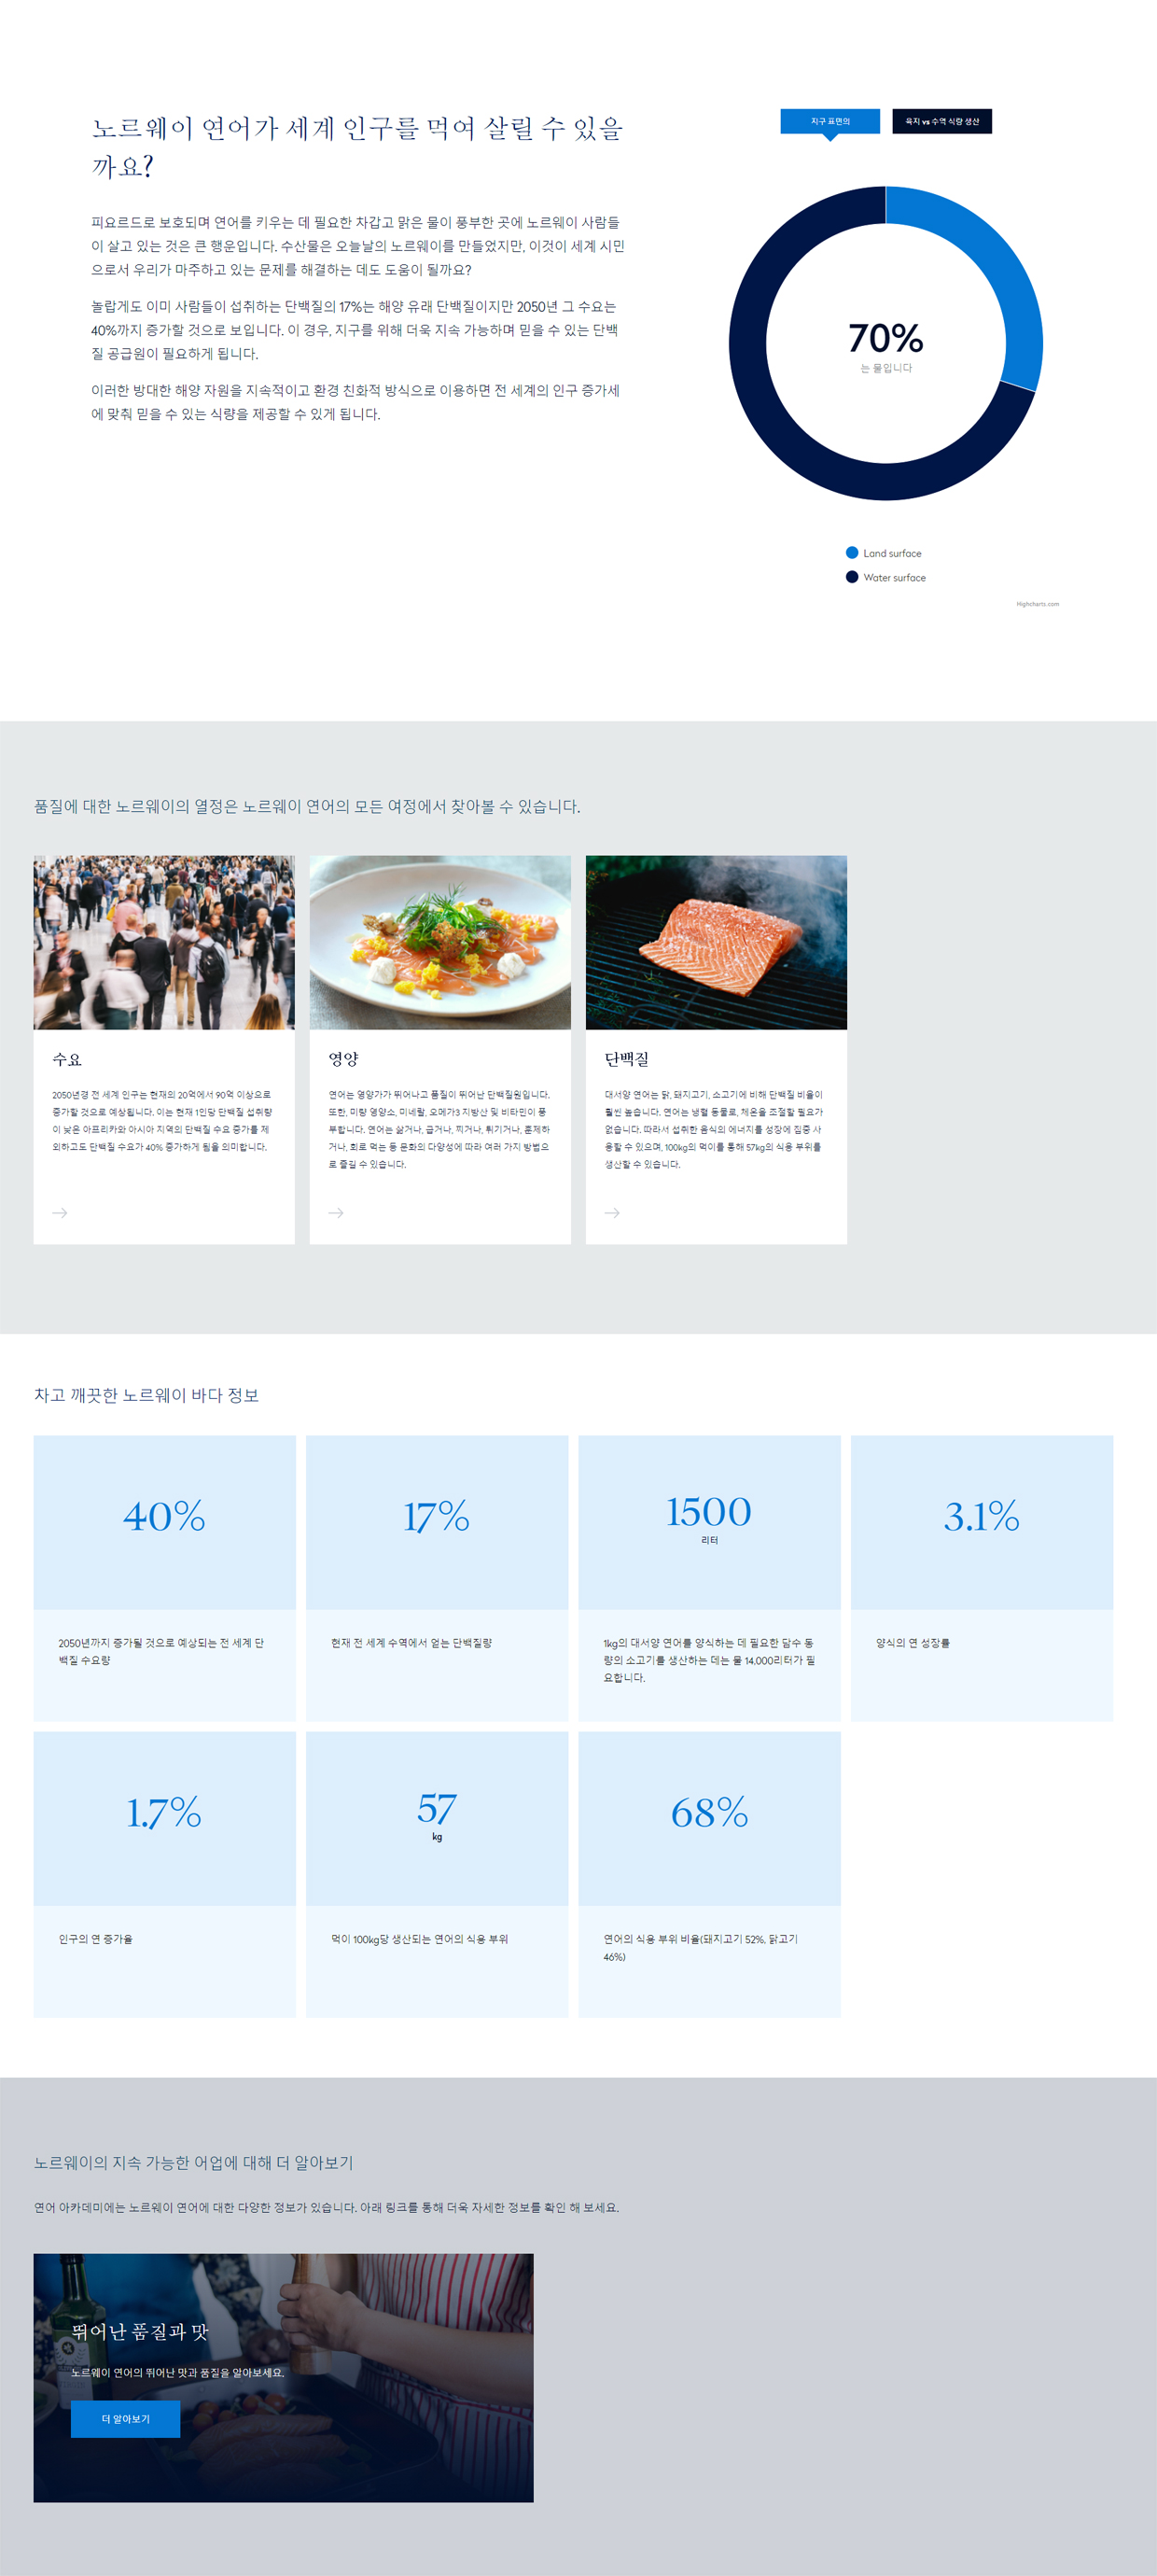 노르웨이 연어가 세계 인구를 먹여 살릴 수 있을
까요?
피요르드로 보호되며 연어를 키우는 데 필요한 차갑고 맑은 물이 풍부한 곳에 노르웨이 사람들
이 살고 있는 것은 큰 행운입니다. 수산물은 오늘날의 노르웨이를 만들었지만, 이것이 세계 시민
으로서 우리가 마주하고 있는 문제를 해결하는 데도 도움이 될까요?
놀랍게도 이미 사람들이 섭취하는 단백질의 17%는 해양 유래 단백질이지만 2050년 그 수요는
40%까지 증가할 것으로 보입니다. 이 경우, 지구를 위해 더욱 지속 가능하며 믿을 수 있는 단백
질 공급원이 필요하게 됩니다.
이러한 방대한 해양 자원을 지속적이고 환경 친화적 방식으로 이용하면 전 세계의 인구 증가세
에 맞춰 믿을 수 있는 식량을 제공할 수 있게 됩니다.
지구 표면의
육지 vs 수역 식량 생산
70%
는 물입니다
Land surface
Water surface
Highcharts.com
품질에 대한 노르웨이의 열정은 노르웨이 연어의 모든 여정에서 찾아볼 수 있습니다.
수요
2050년경 전 세계 인구는 현재의 20억에서 90억 이상으로
증가할 것으로 예상됩니다. 이는 현재 1인당 단백질 섭취량
이 낮은 아프리카와 아시아 지역의 단백질 수요 증가를 제
외하고도 단백질 수요가 40% 증가하게 됨을 의미합니다.
영양
연어는 영양가가 뛰어나고 품질이 뛰어난 단백질원입니다.
또한, 미량 영양소, 미네랄, 오메가3 지방산 및 비타민이 풍
부합니다. 연어는 삶거나, 굽거나, 찌거나, 튀기거나, 훈제하
거나, 회로 먹는 등 문화의 다양성에 따라 여러 가지 방법으
로 즐길 수 있습니다.
단백질
대서양 연어는 닭, 돼지고기, 소고기에 비해 단백질 비율이
훨씬 높습니다. 연어는 냉혈 동물로, 체온을 조절할 필요가
없습니다. 따라서 섭취한 음식의 에너지를 성장에 집중 사
용할 수 있으며, 100kg의 먹이를 통해 57kg의 식용 부위를
생산할 수 있습니다.
차고 깨끗한 노르웨이 바다 정보
40%
2050년까지 증가될 것으로 예상되는 전 세계 단
백질 수요량
17%
현재 전 세계 수역에서 얻는 단백질량
1500
리터
1kg의 대서양 연어를 양식하는 데 필요한 담수 동
량의 소고기를 생산하는 데는 물 14,000리터가 필
요합니다.
3.1%
양식의 연 성장률
1.7%
인구의 연 증가율
57
kg
먹이 100kg당 생산되는 연어의 식용 부위
68%
연어의 식용 부위 비율(돼지고기 52%, 닭고기
46%)
노르웨이의 지속 가능한 어업에 대해 더 알아보기
연어 아카데미에는 노르웨이 연어에 대한 다양한 정보가 있습니다. 아래 링크를 통해 더욱 자세한 정보를 확인 해 보세요.
뛰어난 품질과 맛
노르웨이 연어의 뛰어난 맛과 품질을 알아보세요.
더 알아보기